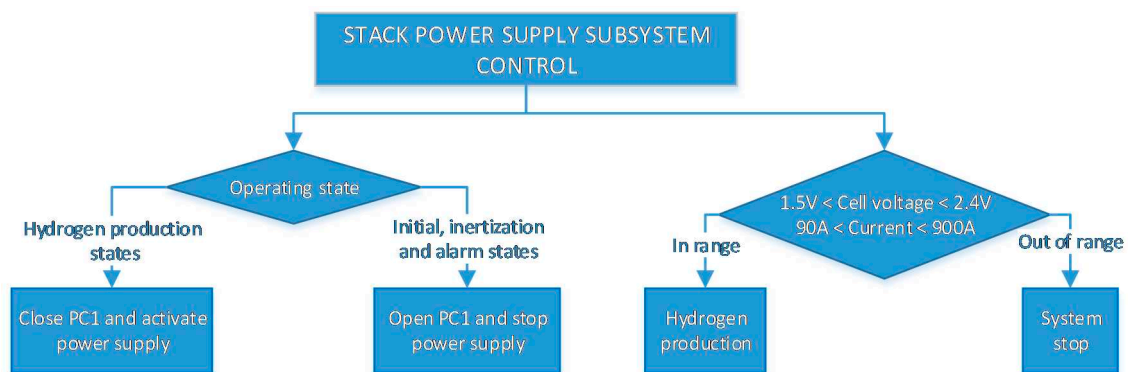 STACK POWER SUPPLY SUBSYSTEM
CONTROL
Operating state
1.5V < Cell voltage < 2.4V
90A < Current < 900A
Hydrogen production
states
Initial, inertization
and alarm states
In range
Out of range
Close PC1 and activate
power supply
Open PC1 and stop
power supply
Hydrogen
production
System
stop